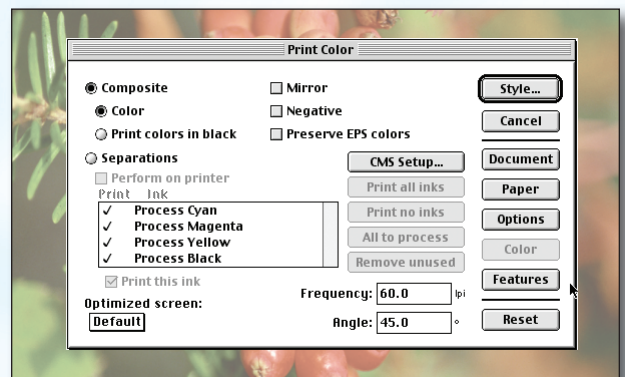 Print Color
Composite
Mirror
Style...
Color
Negative
Cancel
Print colors in black
Preserve EPS colors
Separations
CMS Setup...
Document
Perform on printer
Print Ink
Print all inks
Paper
✓ Process Cyan
✓ Process Magenta
✓ Process Yellow
✓ Process Black
Print no inks
Options
All to process
Color
Remove unused
Print this ink
Features
Optimized screen:
Frequency: 60.0 lpi
Default
Angle: 45.0 °
Reset